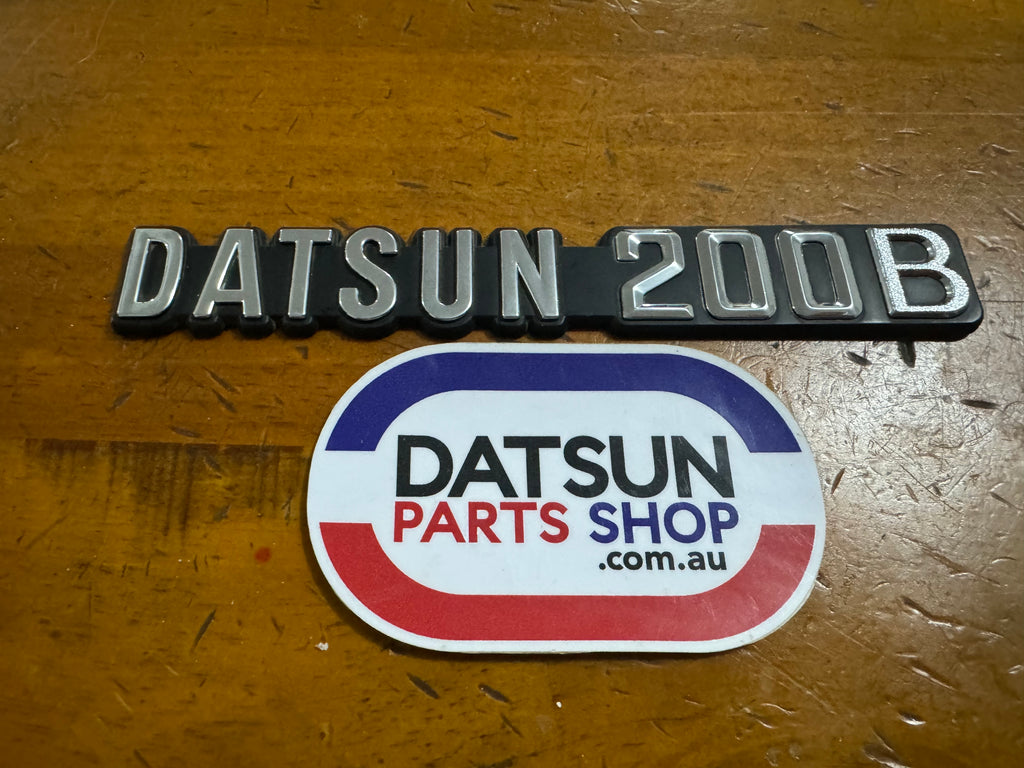 DATSUN 200B
DATSUN
PARTS SHOP
.com.au